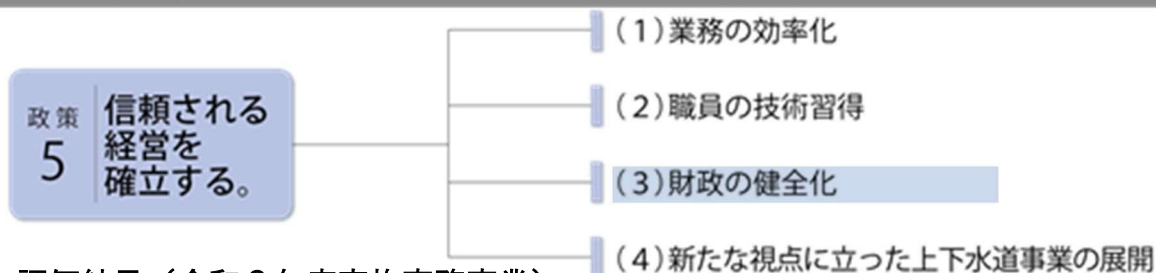 政策
5
信頼される
経営を
確立する。
(1)業務の効率化
(2)職員の技術習得
(3)財政の健全化
(4)新たな視点に立った上下水道事業の展開